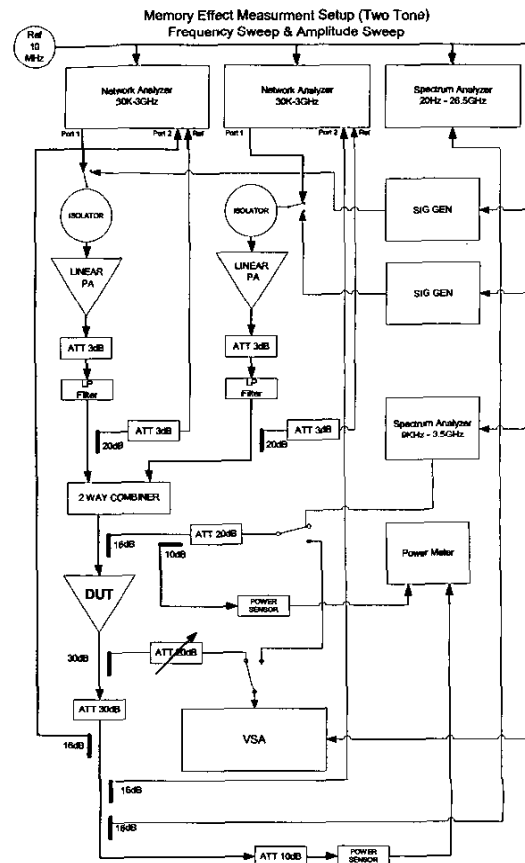 Memory Effect Measurment Setup (Two Tone)
Frequency Sweep & Amplitude Sweep
Ref
10
MHz
Network Analyzer
30K-3GHz
Network Analyzer
30K-3GHz
Spectrum Analyzer
20Hz - 26.5GHz
Port 1
Port 2
Ref
Port 1
Port 2
Ref
ISOLATOR
ISOLATOR
SIG GEN
LINEAR
PA
LINEAR
PA
SIG GEN
ATT 3dB
ATT 3dB
LP
Filter
LP
Filter
ATT 3dB
20dB
ATT 3dB
20dB
Spectrum Analyzer
9KHz - 3.5GHz
2 WAY COMBINER
16dB
ATT 20dB
10dB
Power Meter
DUT
POWER
SENSOR
30dB
ATT 60dB
ATT 30dB
VSA
16dB
16dB
16dB
ATT 10dB
POWER
SENSOR